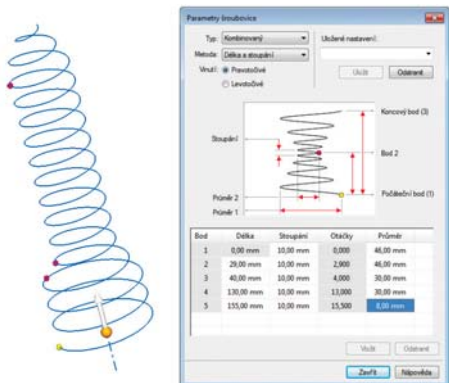 Parametry šroubovice
Typ: Kombinovaný
Uložené nastavení:
Metoda: Délka a stoupání
Vinutí: Pravotočivé
Uložit Odstranit
Levotočivé
Koncový bod (3)
Stoupání
Bod 2
Průměr 2
Počáteční bod (1)
Průměr 1
Bod Délka Stoupání Otáčky Průměr
1 0,00 mm 10,00 mm 0,000 46,00 mm
2 29,00 mm 10,00 mm 2,900 46,00 mm
3 40,00 mm 10,00 mm 4,000 30,00 mm
4 130,00 mm 10,00 mm 13,000 30,00 mm
5 155,00 mm 10,00 mm 15,500 8,00 mm
Vložit Odstranit
Zavřít Nápověda